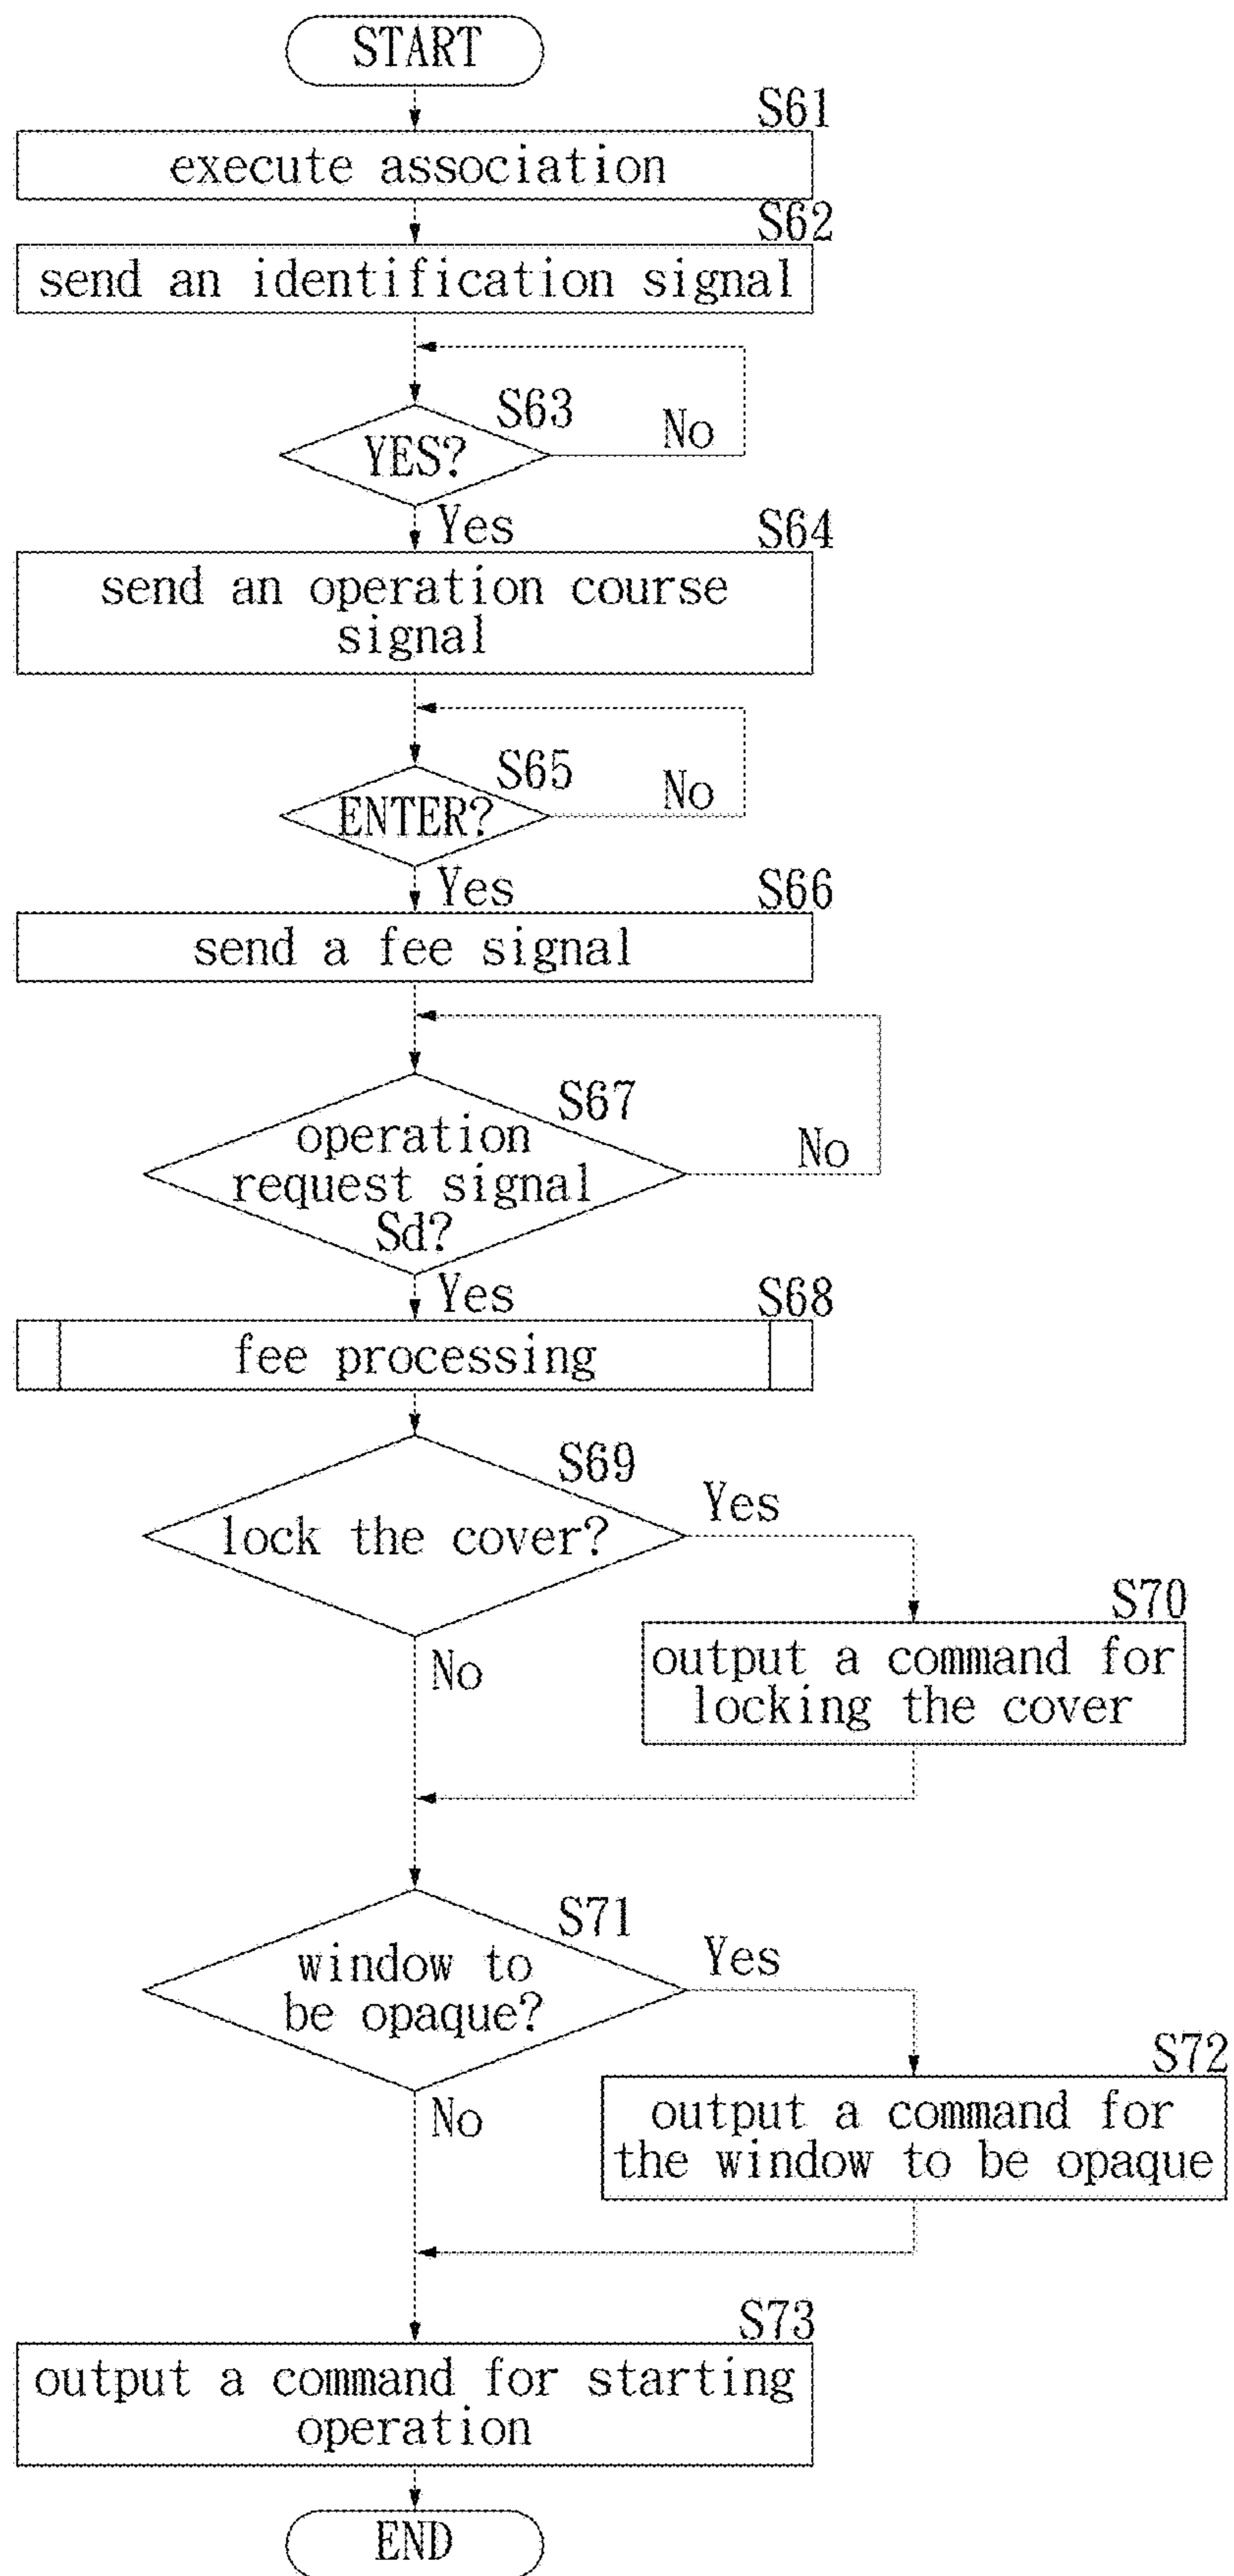 START
S61
execute association
S62
send an identification signal
S63
YES?
No
Yes
S64
send an operation course
signal
S65
ENTER?
No
Yes
S66
send a fee signal
S67
operation
request signal
Sd?
No
Yes
S68
fee processing
S69
lock the cover?
Yes
No
S70
output a command for
locking the cover
S71
window to
be opaque?
Yes
No
S72
output a command for
the window to be opaque
S73
output a command for starting
operation
END